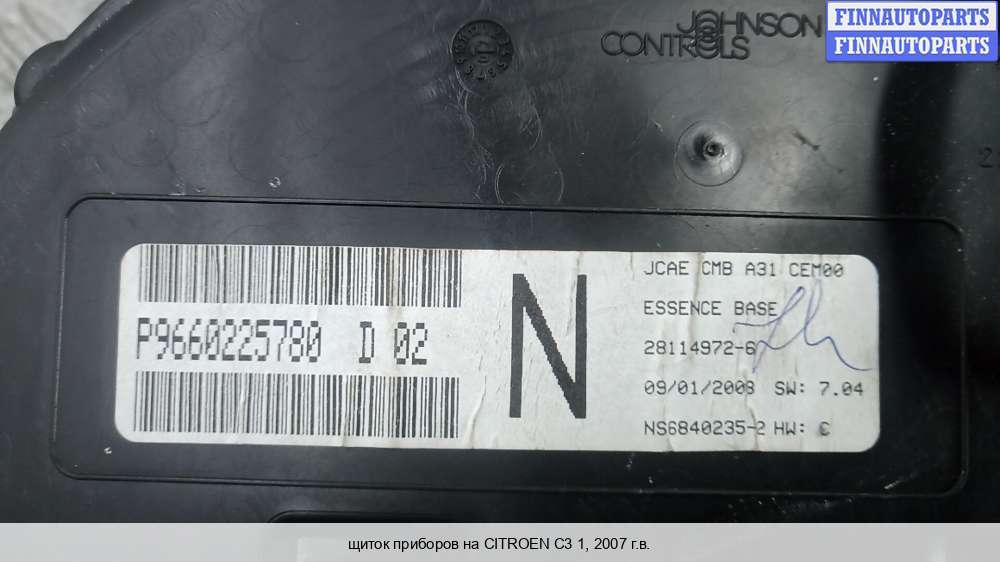 JOHNSON
CONTROLS
FINNAUTOPARTS
FINNAUTOPARTS
P9660225780 D 02
N
JCAE CMB A31 CEM00
ESSENCE BASE
28114972-6
09/01/2008 SW: 7.04
NS6840235-2 HW: C
щиток приборов на CITROEN C3 1, 2007 г.в.